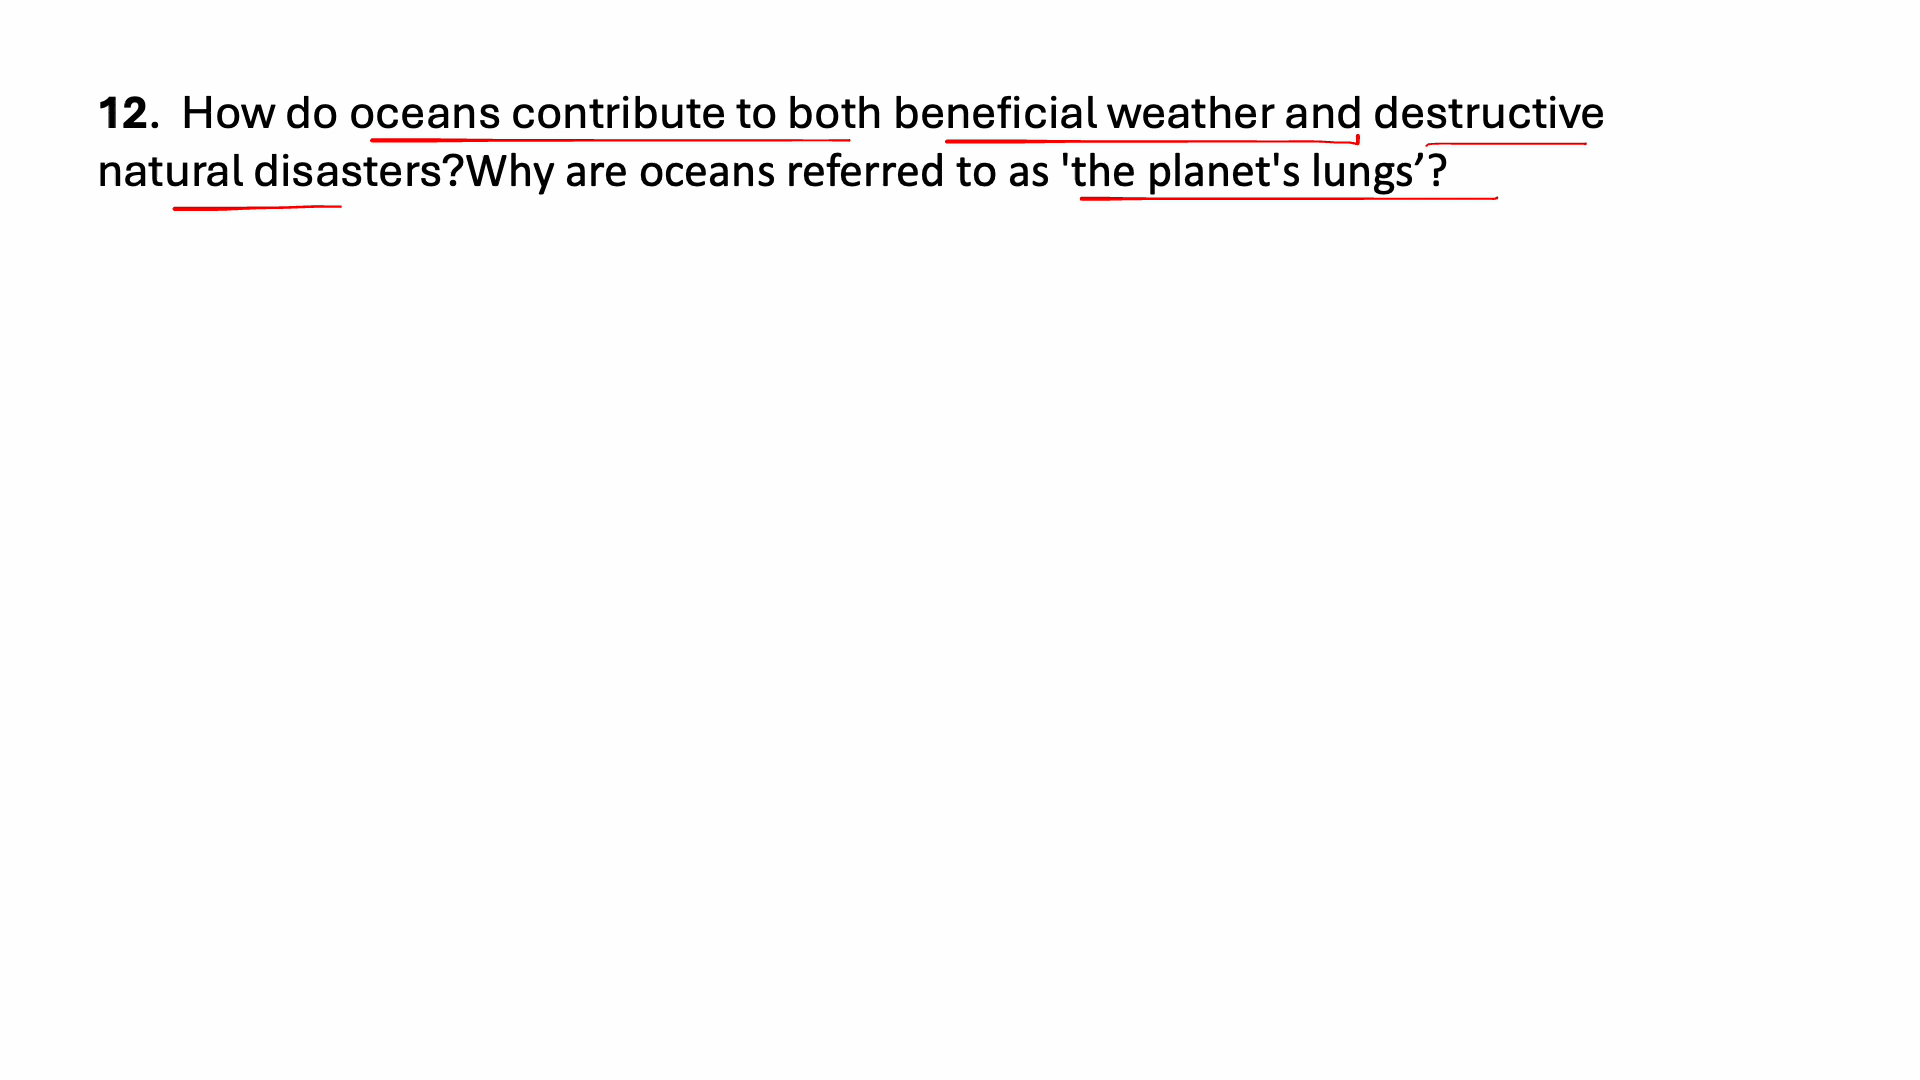 12. How do oceans contribute to both beneficial weather and destructive
natural disasters?Why are oceans referred to as 'the planet's lungs’?